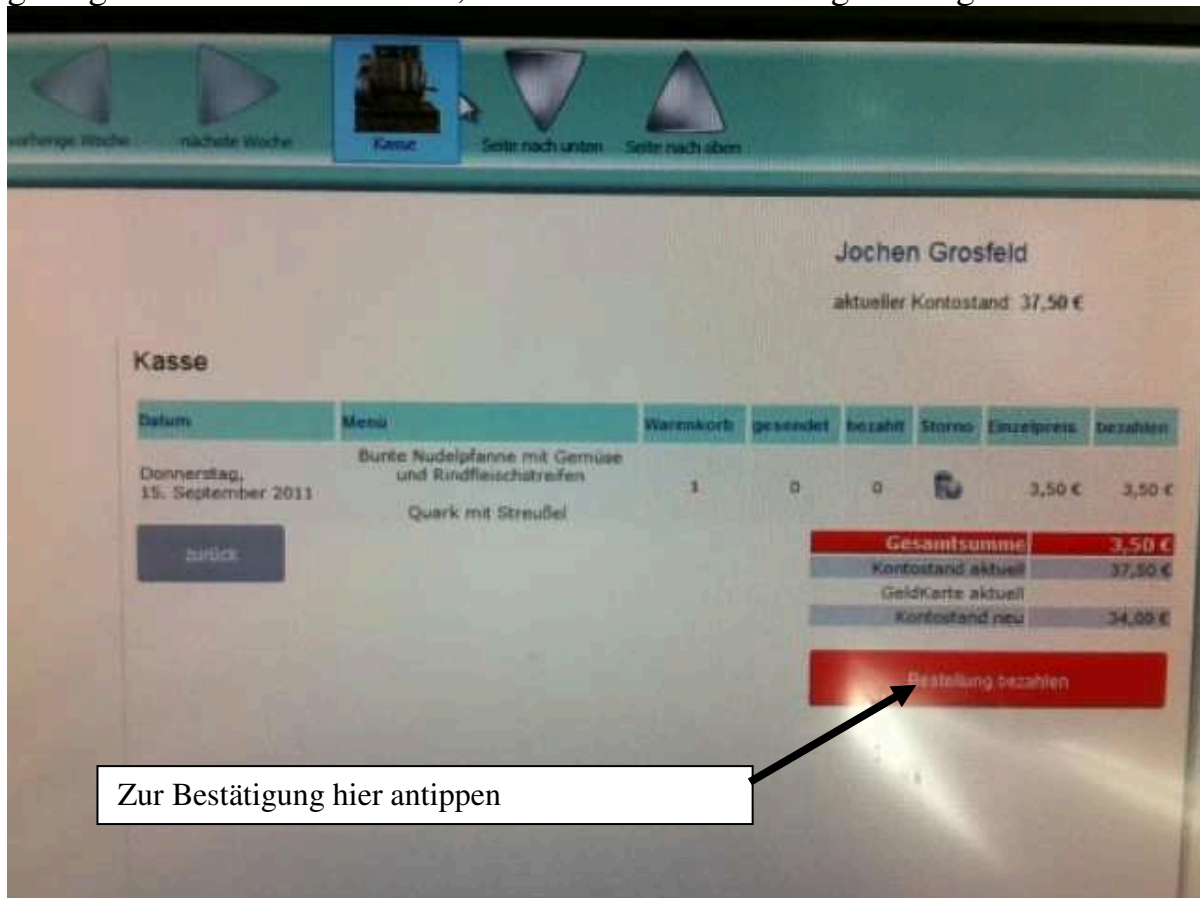 vorherige Woche nächste Woche Kasse Seite nach unten Seite nach oben
Jochen Grosfeld
aktueller Kontostand: 37,50 €
Kasse
Datum Menü Warenkorb gesendet bezahlt Storno Einzelpreis bezahlen
Bunte Nudelpfanne mit Gemüse
Donnerstag, und Rindfleischstreifen
15. September 2011 1 0 0 3,50 € 3,50 €
Quark mit Streußel
zurück
Gesamtsumme 3,50 €
Kontostand aktuell 37,50 €
GeldKarte aktuell
Kontostand neu 34,00 €
Bestellung bezahlen
Zur Bestätigung hier antippen